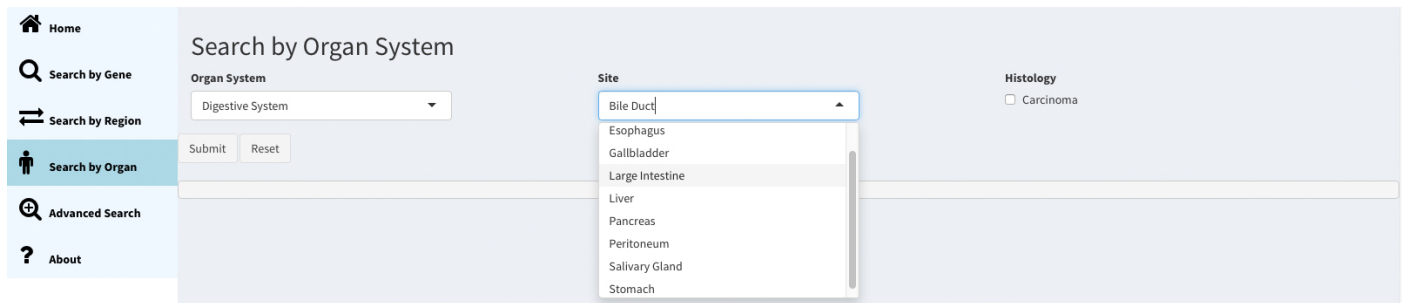 Home
Search by Gene
Search by Region
Search by Organ
Advanced Search
About
Search by Organ System
Organ System
Digestive System
Submit
Reset
Site
Bile Duct
Esophagus
Gallbladder
Large Intestine
Liver
Pancreas
Peritoneum
Salivary Gland
Stomach
Histology
Carcinoma